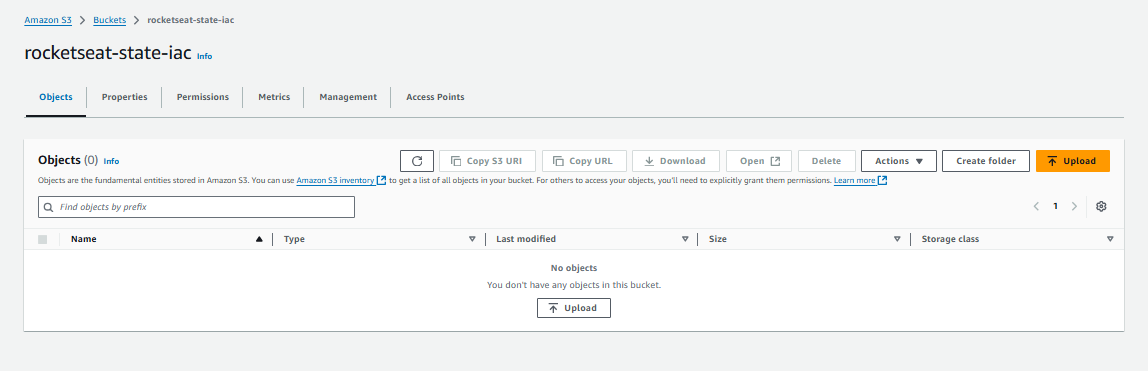 Amazon S3 > Buckets > rocketseat-state-iac
rocketseat-state-iac Info
Objects Properties Permissions Metrics Management Access Points
Objects (0) Info Copy S3 URI Copy URL Download Open Delete Actions Create folder Upload
Objects are the fundamental entities stored in Amazon S3. You can use Amazon S3 inventory to get a list of all objects in your bucket. For others to access your objects, you'll need to explicitly grant them permissions. Learn more
Find objects by prefix 1
Name Type Last modified Size Storage class
No objects
You don't have any objects in this bucket.
Upload